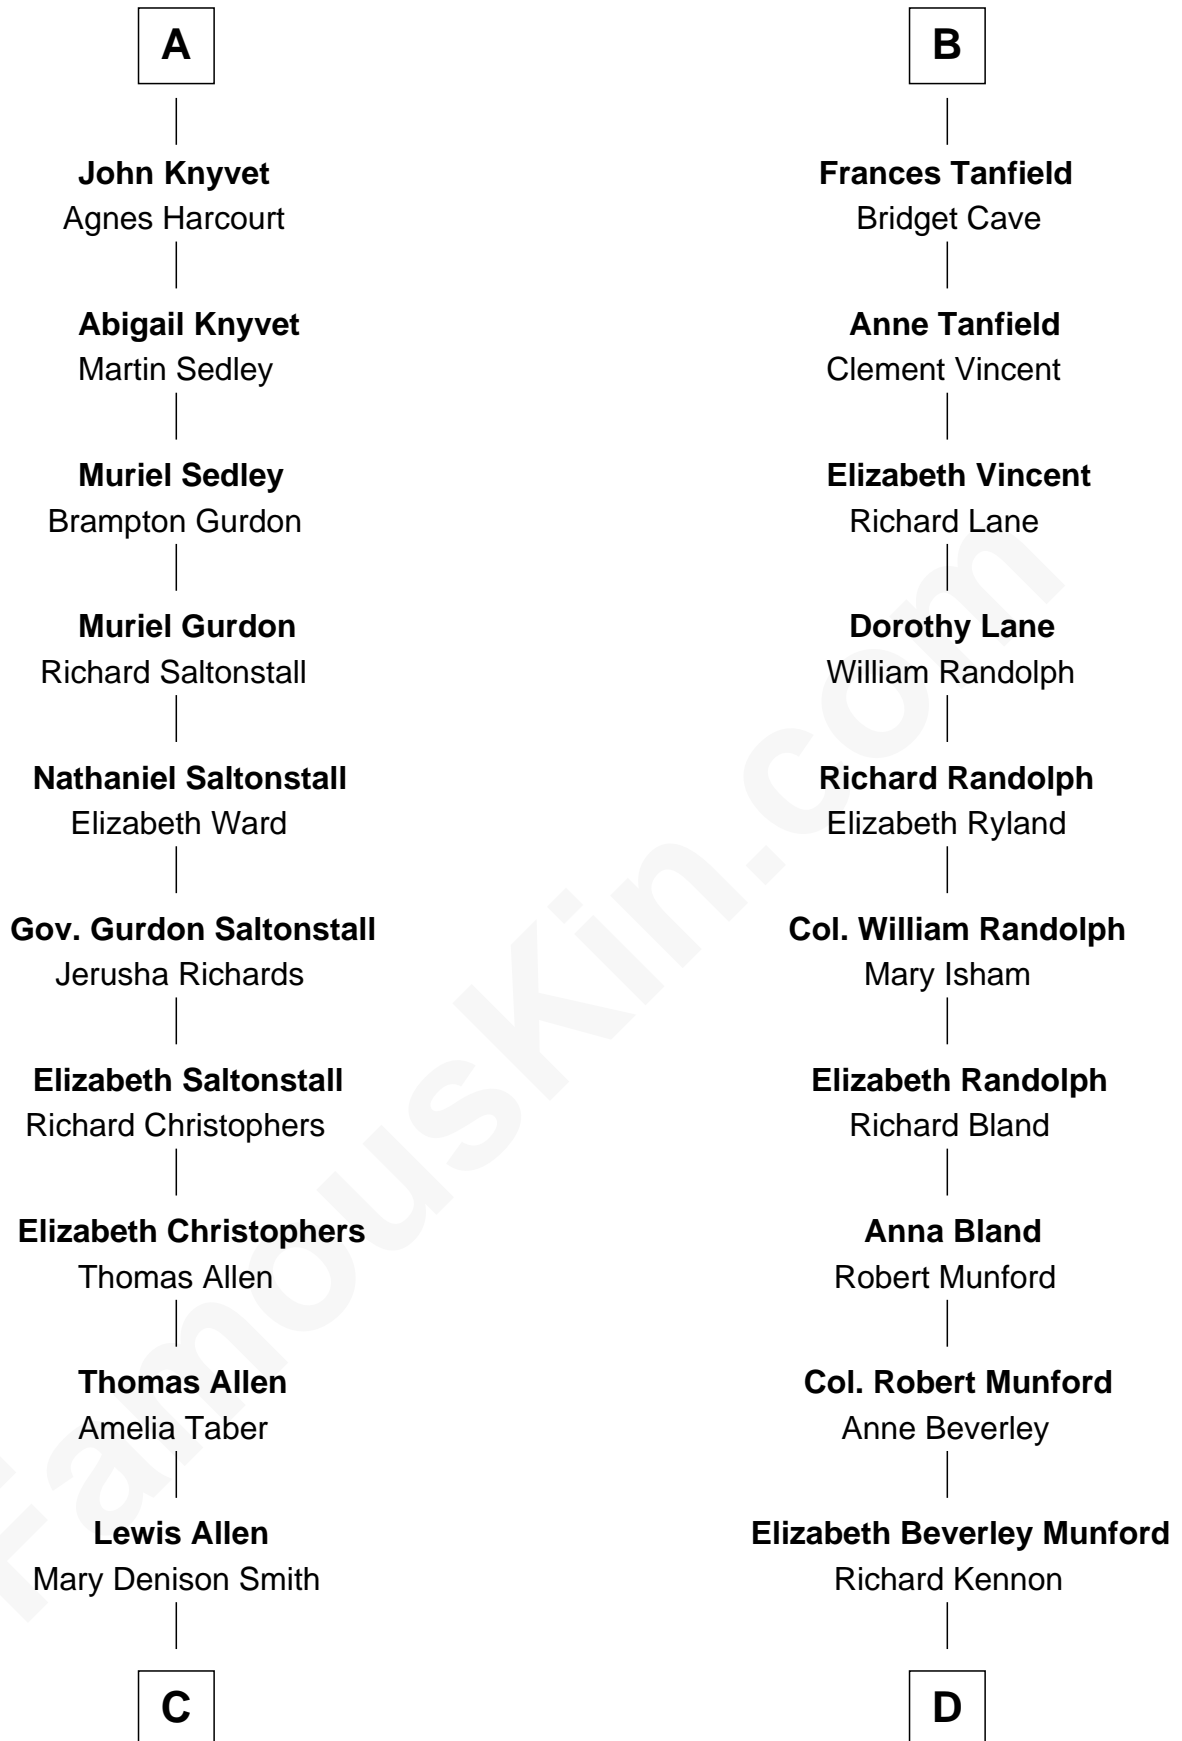 A
John Knyvet
Agnes Harcourt
Abigail Knyvet
Martin Sedley
Muriel Sedley
Brampton Gurdon
Muriel Gurdon
Richard Saltonstall
Nathaniel Saltonstall
Elizabeth Ward
Gov. Gurdon Saltonstall
Jerusha Richards
Elizabeth Saltonstall
Richard Christophers
Elizabeth Christophers
Thomas Allen
Thomas Allen
Amelia Taber
Lewis Allen
Mary Denison Smith
C
B
Frances Tanfield
Bridget Cave
Anne Tanfield
Clement Vincent
Elizabeth Vincent
Richard Lane
Dorothy Lane
William Randolph
Richard Randolph
Elizabeth Ryland
Col. William Randolph
Mary Isham
Elizabeth Randolph
Richard Bland
Anna Bland
Robert Munford
Col. Robert Munford
Anne Beverley
Elizabeth Beverley Munford
Richard Kennon
D
FamousKin.com